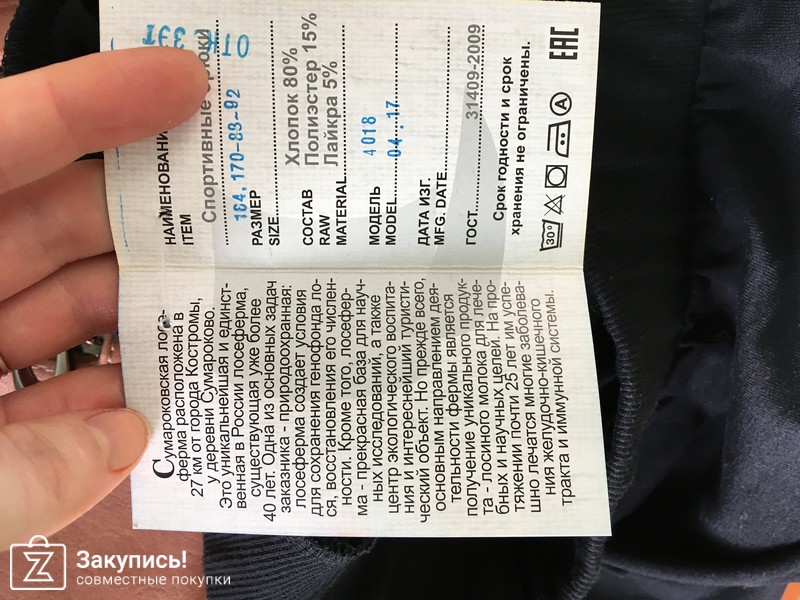 Сумароковская лосе-
ферма расположена в
27 км от города Костромы,
у деревни Сумароково.
Это уникальнейшая и единст-
венная в России лосеферма,
существующая уже более
40 лет. Одна из основных задач
заказника - природоохранная:
лосеферма создает условия
для сохранения генофонда ло-
ся, восстановления его числен-
ности. Кроме того, лосефер-
ма - прекрасная база для науч-
ных исследований, а также
центр экологического воспита-
ния и интереснейший туристи-
ческий объект. Но прежде всего,
основным направлением дея-
тельности фермы является
получение уникального продук-
та - лосиного молока для лече-
бных и научных целей. На про-
тяжении почти 25 лет им успе-
шно лечатся многие заболева-
ния желудочно-кишечного
тракта и иммунной системы.
ОТК
НАИМЕНОВАНИ
ITEM
Спортивные брюки
164,170-88-92
РАЗМЕР
SIZE
СОСТАВ Хлопок 80%
RAW Полиэстер 15%
MATERIAL Лайкра 5%
МОДЕЛЬ 4018
MODEL 04.17
ДАТА ИЗГ.
MFG. DATE
ГОСТ 31409-2009
Срок годности и срок
хранения не ограничены.
30° A EAC
Закупись!
совместные покупки